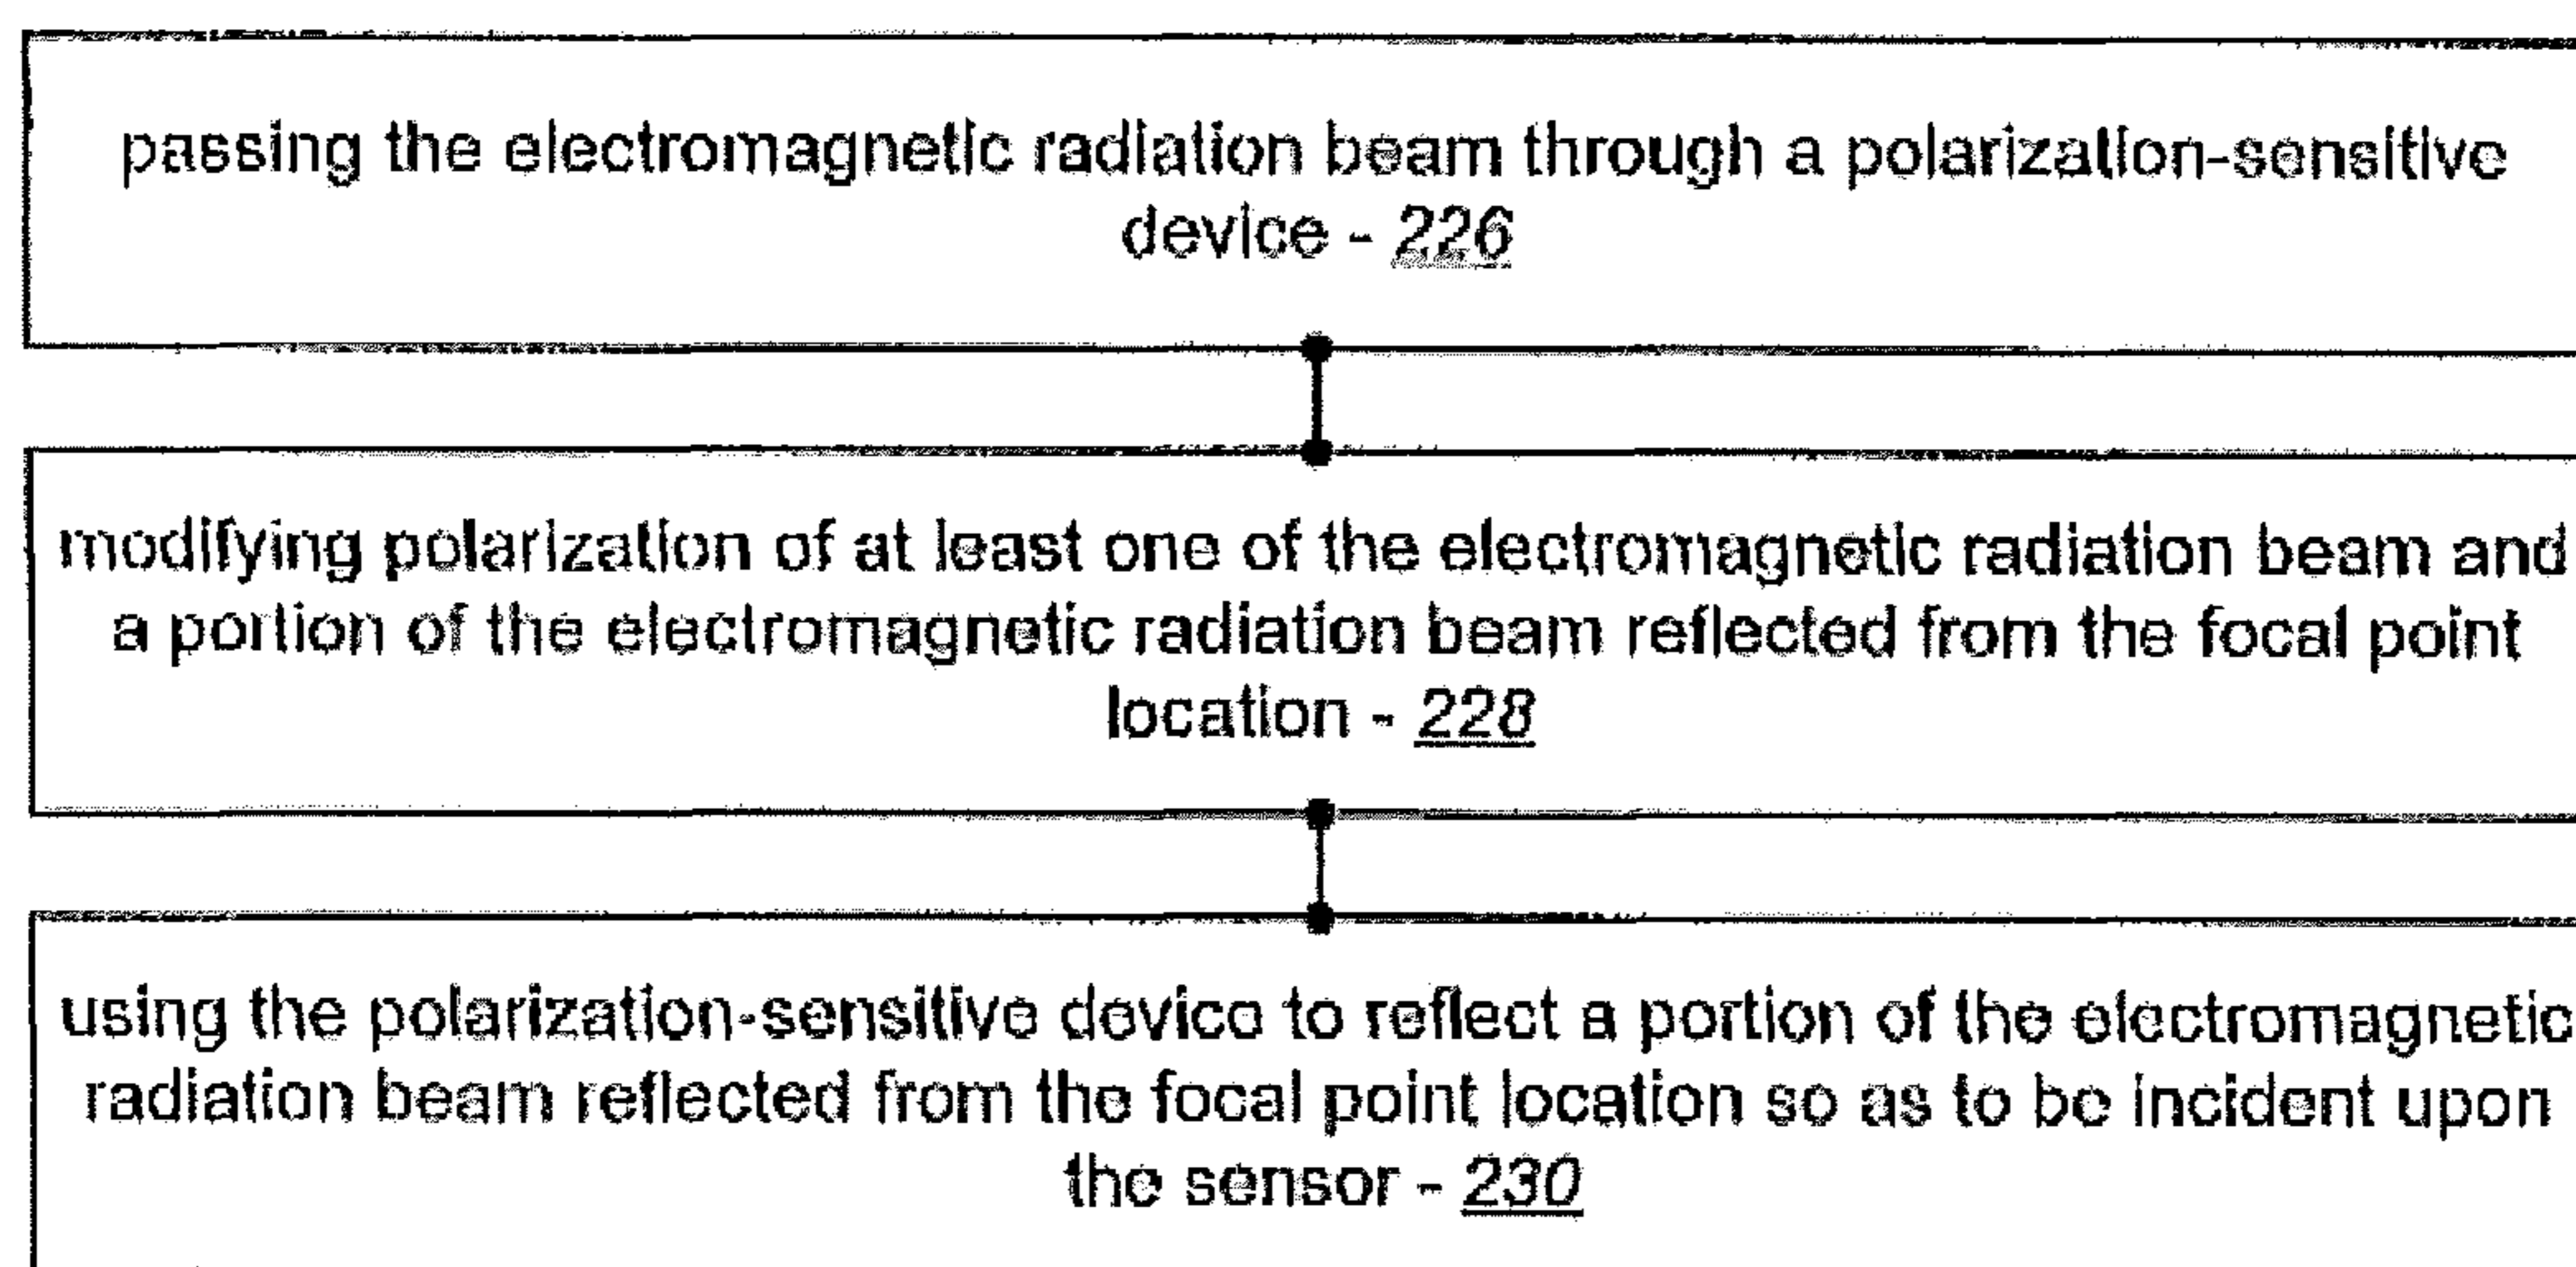 passing the electromagnetic radiation beam through a polarization-sensitive
device - 226
modifying polarization of at least one of the electromagnetic radiation beam and
a portion of the electromagnetic radiation beam reflected from the focal point
location - 228
using the polarization-sensitive device to reflect a portion of the electromagnetic
radiation beam reflected from the focal point location so as to be incident upon
the sensor - 230